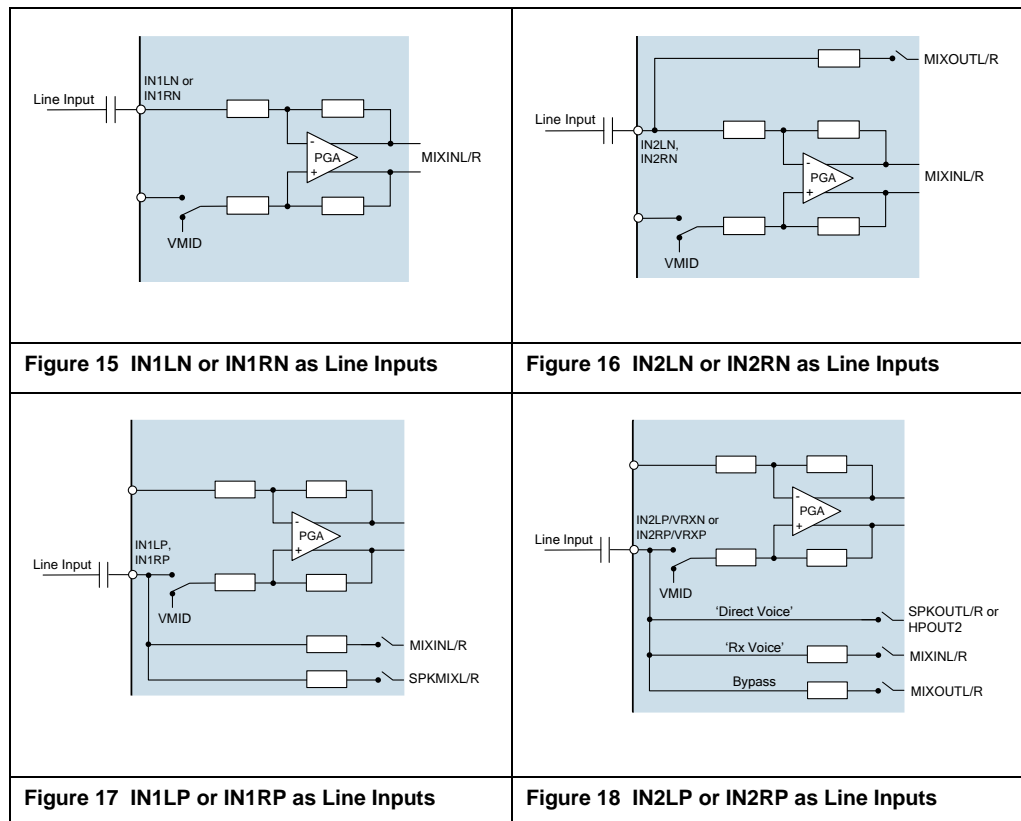 IN1LN or
IN1RN
Line Input
-
PGA
+
MIXINL/R
VMID
Figure 15 IN1LN or IN1RN as Line Inputs
MIXOUTL/R
Line Input
IN2LN,
IN2RN
-
PGA
+
MIXINL/R
VMID
Figure 16 IN2LN or IN2RN as Line Inputs
-
PGA
+
IN1LP,
IN1RP
Line Input
VMID
MIXINL/R
SPKMIXL/R
Figure 17 IN1LP or IN1RP as Line Inputs
-
PGA
+
IN2LP/VRXN or
IN2RP/VRXP
Line Input
VMID
'Direct Voice'
SPKOUTL/R or
HPOUT2
'Rx Voice'
MIXINL/R
Bypass
MIXOUTL/R
Figure 18 IN2LP or IN2RP as Line Inputs